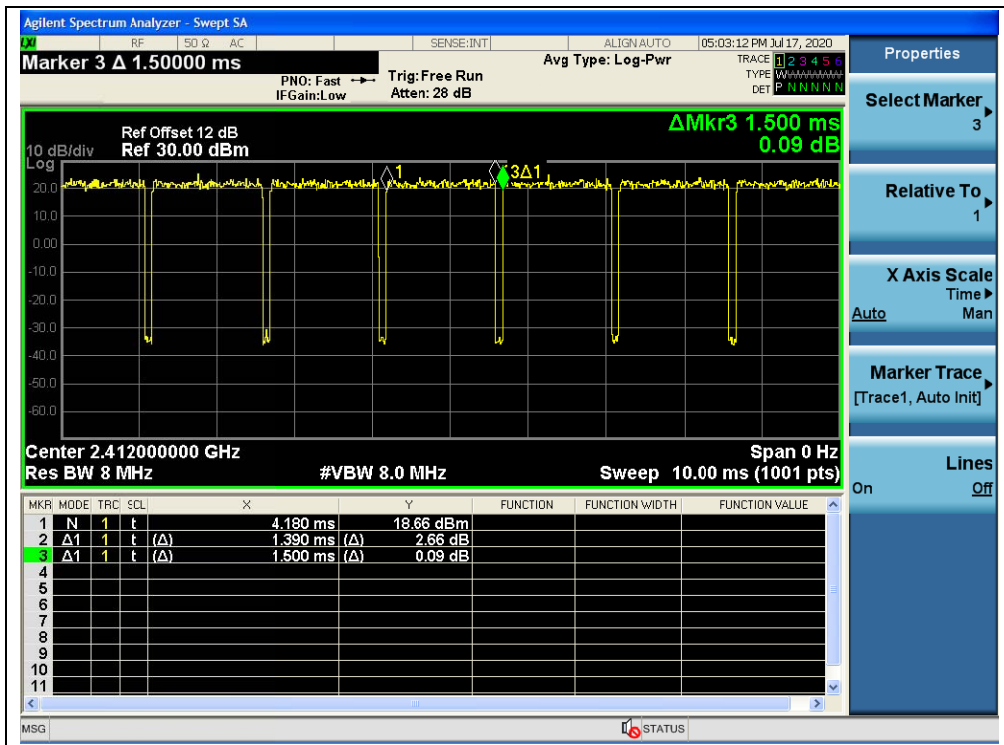 Agilent Spectrum Analyzer - Swept SA
LXI RF 50 Ω AC SENSE:INT ALIGNAUTO 05:03:12 PM Jul 17, 2020
Marker 3 Δ 1.50000 ms
PNO: Fast
IFGain:Low
Trig:Free Run
Atten: 28 dB
Avg Type: Log-Pwr
TRACE 1 2 3 4 5 6
TYPE
DET P N N N N N
ΔMkr3 1.500 ms
0.09 dB
Ref Offset 12 dB
10 dB/div Ref 30.00 dBm
Log
1
3Δ1
20.0
10.0
0.00
-10.0
-20.0
-30.0
-40.0
-50.0
-60.0
Center 2.412000000 GHz Span 0 Hz
Res BW 8 MHz #VBW 8.0 MHz Sweep 10.00 ms (1001 pts)
MKR MODE TRC SCL X Y FUNCTION FUNCTION WIDTH FUNCTION VALUE
1 N 1 t 4.180 ms 18.66 dBm
2 Δ1 1 t (Δ) 1.390 ms (Δ) 2.66 dB
3 Δ1 1 t (Δ) 1.500 ms (Δ) 0.09 dB
4
5
6
7
8
9
10
11
MSG STATUS
Properties
Select Marker
3
Relative To
1
X Axis Scale
Time
Auto Man
Marker Trace
[Trace1, Auto Init]
Lines
On Off